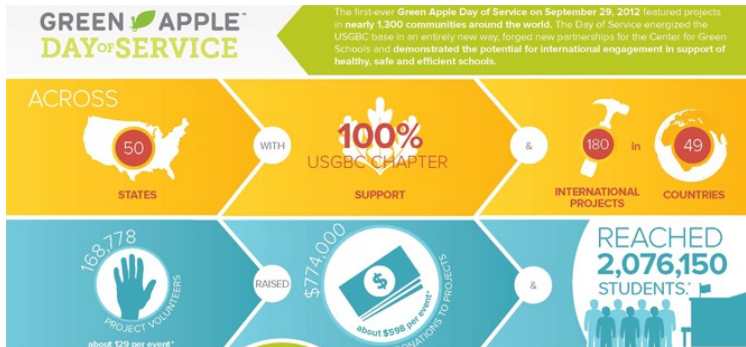 GREEN APPLE™
DAY OF SERVICE
The first-ever Green Apple Day of Service on September 29, 2012 featured projects
in nearly 1,300 communities around the world. The Day of Service energized the
USGBC base in an entirely new way, forged new partnerships for the Center for Green
Schools and demonstrated the potential for international engagement in support of
healthy, safe and efficient schools.
ACROSS
50
STATES
WITH
100%
USGBC CHAPTER
SUPPORT
&
180 in 49
INTERNATIONAL
PROJECTS
COUNTRIES
168,778
PROJECT VOLUNTEERS
about 129 per event*
RAISED
$774,000
$
about $598 per event*
DONATIONS TO PROJECTS
&
REACHED
2,076,150
STUDENTS.*